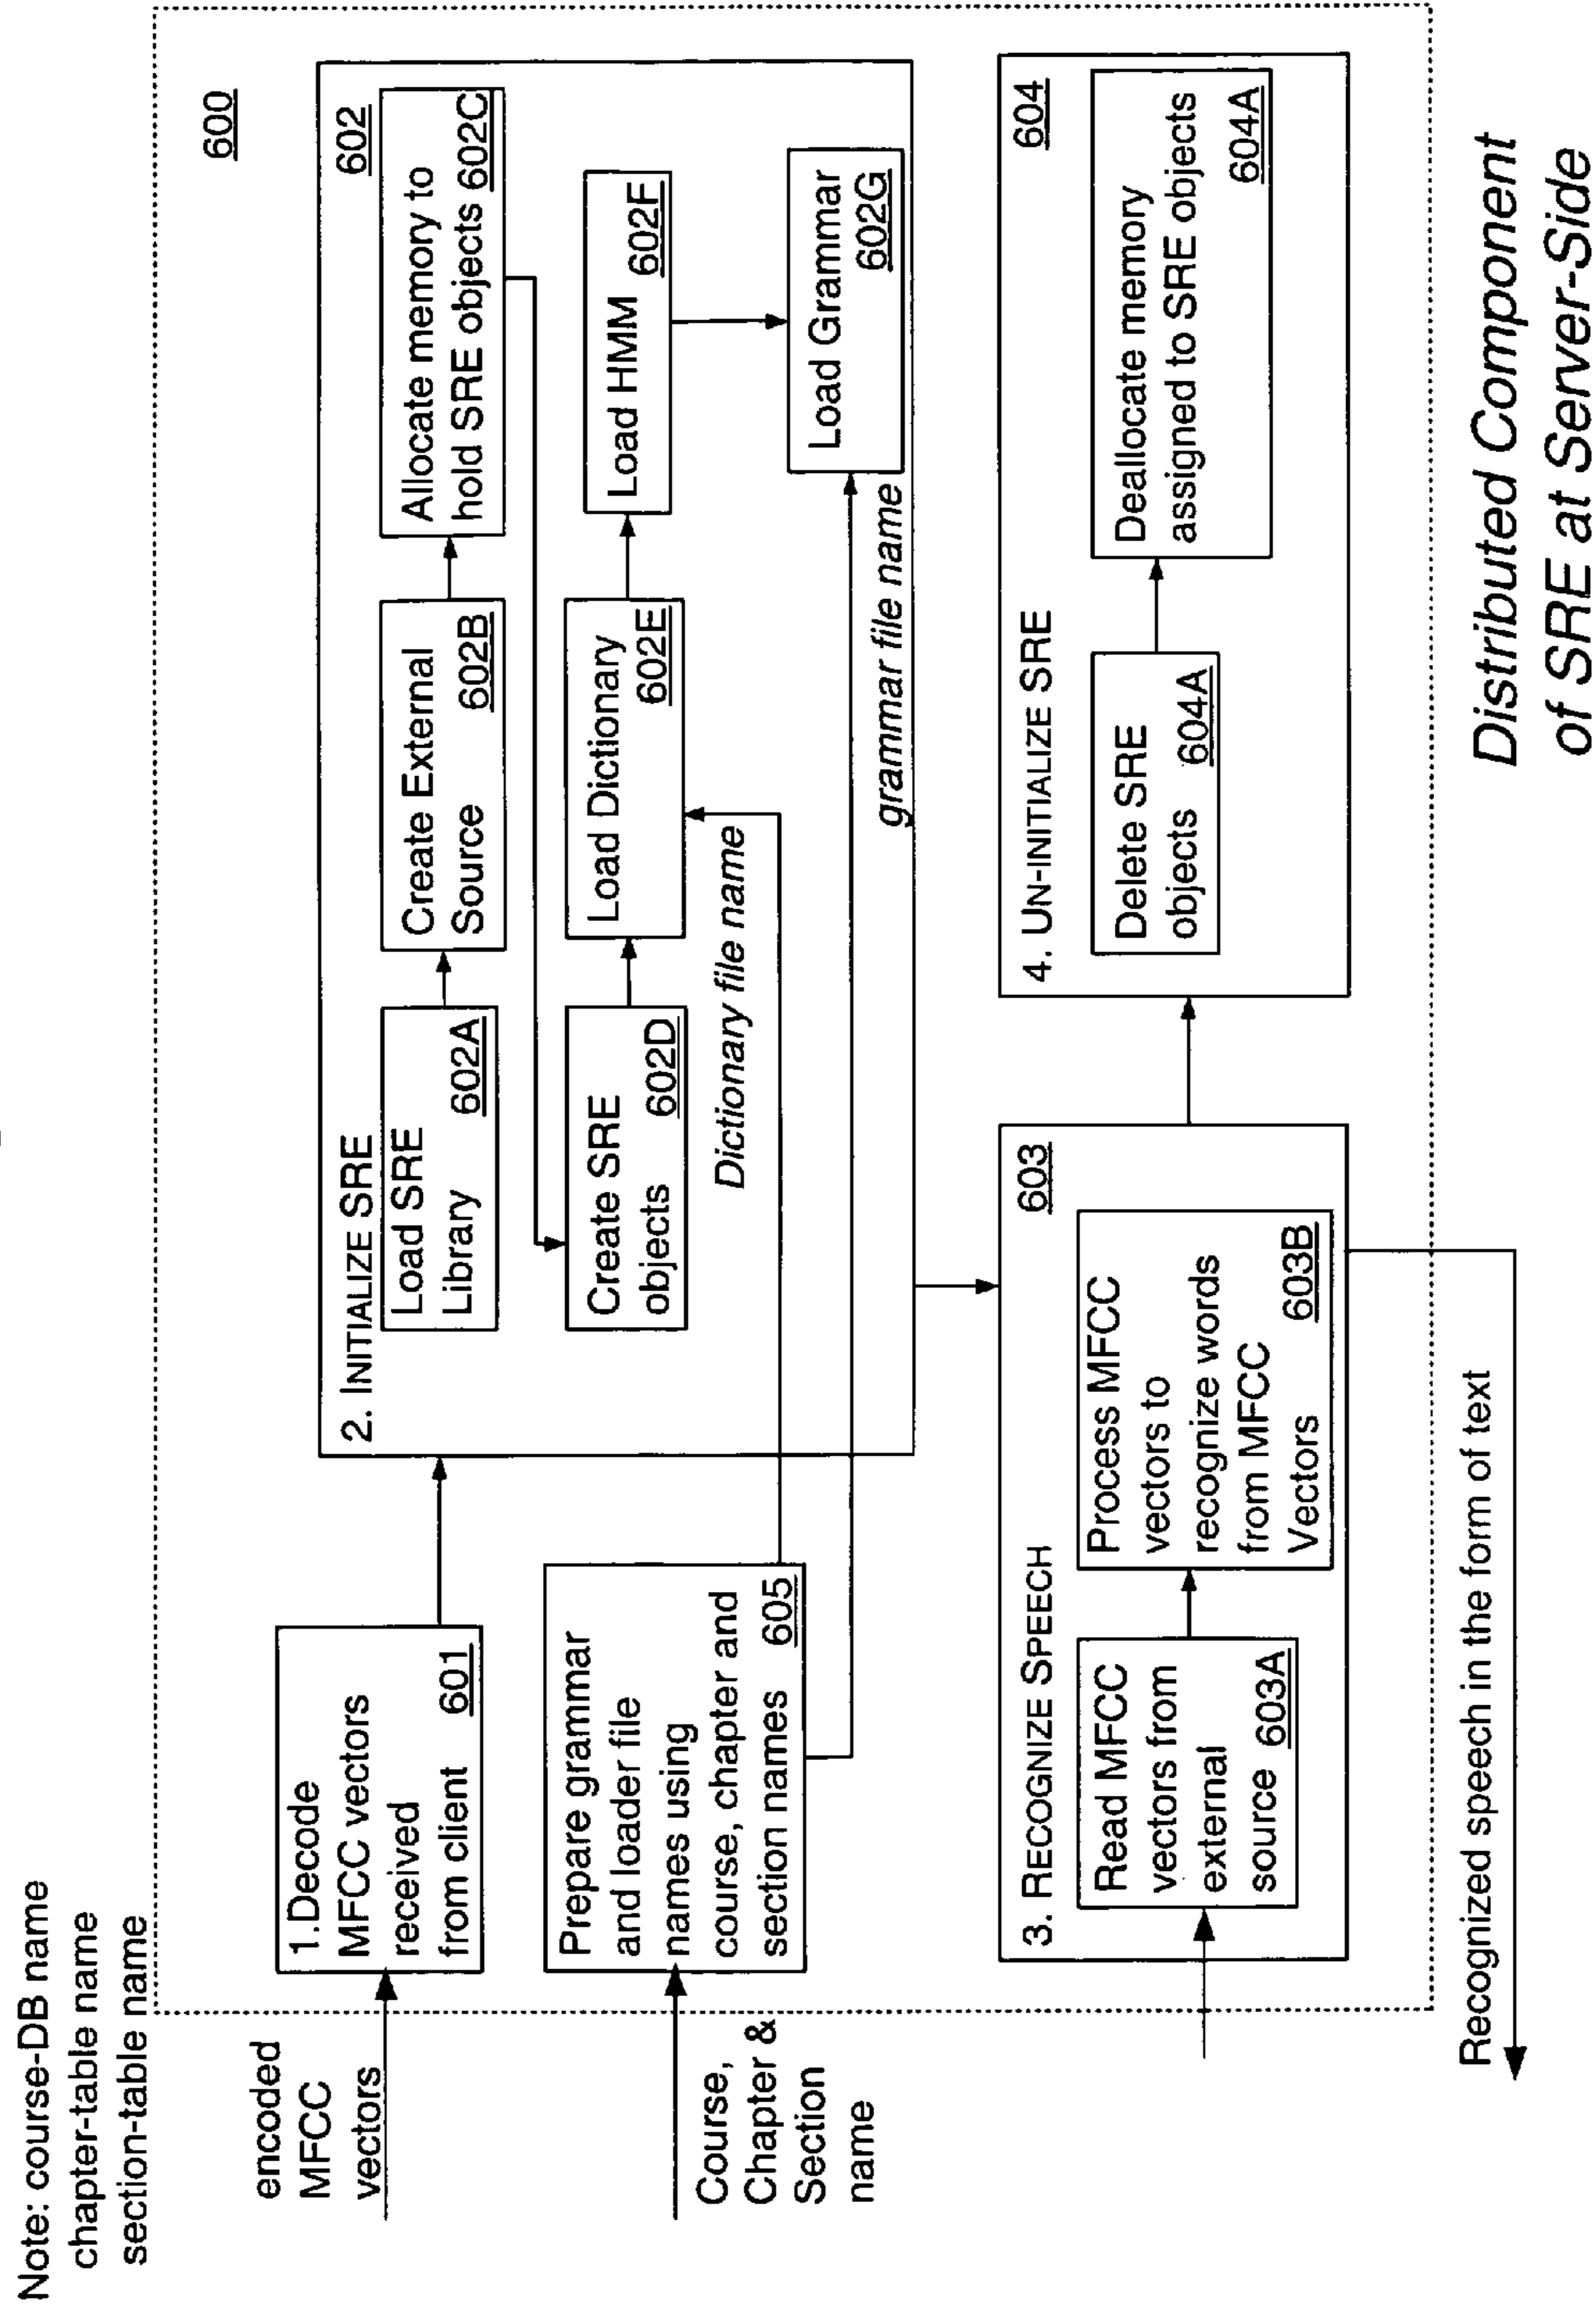 Note: course-DB name
chapter-table name
section-table name
600
encoded
MFCC
vectors
1.Decode
MFCC vectors
received
from client 601
2. INITIALIZE SRE
602
Load SRE
Library 602A
Create External
Source 602B
Allocate memory to
hold SRE objects 602C
Create SRE
objects 602D
Load Dictionary
602E
Load HMM
602F
Dictionary file name
Load Grammar
602G
grammar file name
Course,
Chapter &
Section
name
Prepare grammar
and loader file
names using
course, chapter and
section names 605
3. RECOGNIZE SPEECH
603
Read MFCC
vectors from
external
source 603A
Process MFCC
vectors to
recognize words
from MFCC
Vectors 603B
4. UN-INITIALIZE SRE
604
Delete SRE
objects 604A
Deallocate memory
assigned to SRE objects
604A
Recognized speech in the form of text
Distributed Component
of SRE at Server-Side